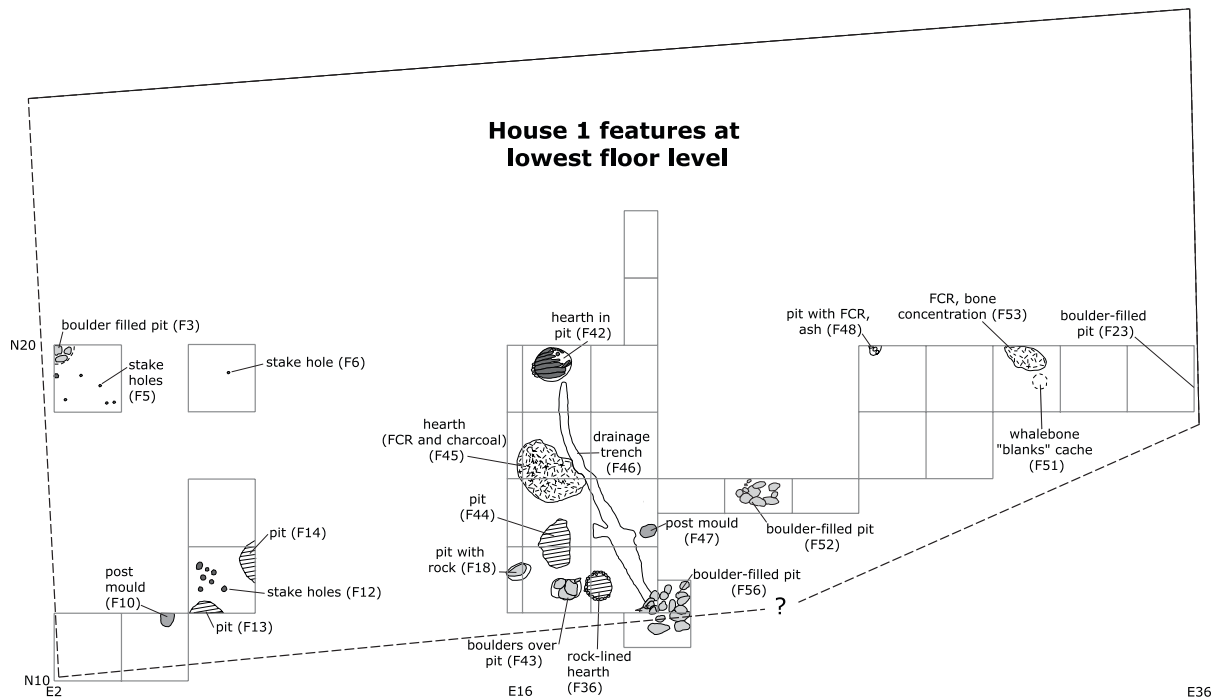 House 1 features at
lowest floor level
boulder filled pit (F3)
N20
stake
holes
(F5)
stake hole (F6)
hearth in
pit (F42)
pit with FCR,
ash (F48)
FCR, bone
concentration (F53)
boulder-filled
pit (F23)
whalebone
"blanks" cache
(F51)
hearth
(FCR and charcoal)
(F45)
drainage
trench
(F46)
pit
(F44)
post mould
(F47)
boulder-filled pit
(F52)
pit (F14)
pit with
rock (F18)
post
mould
(F10)
stake holes (F12)
pit (F13)
boulder-filled pit
(F56)
?
boulders over
pit (F43)
rock-lined
hearth
(F36)
N10
E2
E16
E36